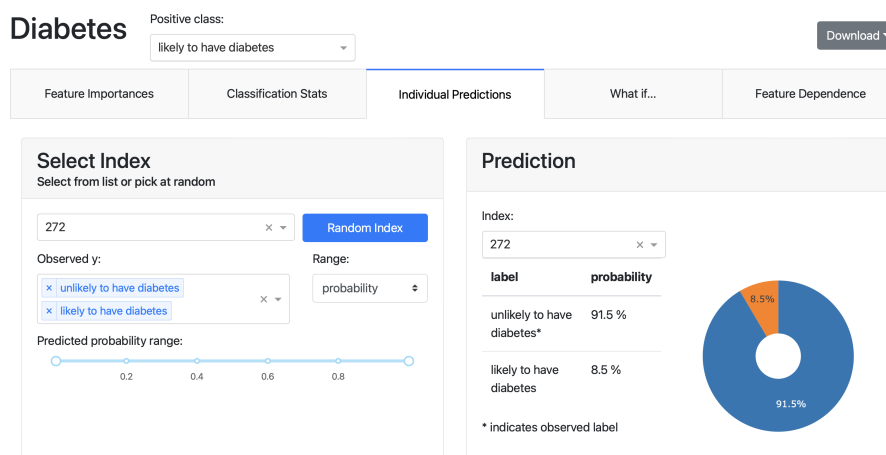 Diabetes
Positive class:
likely to have diabetes
Download
Feature Importances
Classification Stats
Individual Predictions
What if...
Feature Dependence
Select Index
Select from list or pick at random
272
×
Random Index
Observed y:
Range:
× unlikely to have diabetes
× likely to have diabetes
×
probability
Predicted probability range:
0.2 0.4 0.6 0.8
Prediction
Index:
272
×
label probability
unlikely to have
diabetes*
91.5 %
likely to have
diabetes
8.5 %
* indicates observed label
8.5%
91.5%